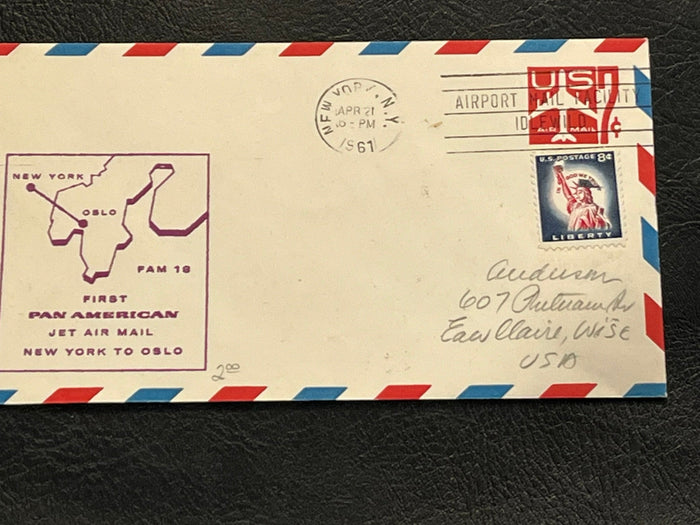 NEW YORK, N.Y.
APR 21
PM
1961
AIRPORT MAIL FACILITY
IDLEWILD
US
AIR MAIL
7¢
U.S. POSTAGE 8¢
IN GOD WE TRUST
LIBERTY
NEW YORK
OSLO
FAM 18
FIRST
PAN AMERICAN
JET AIR MAIL
NEW YORK TO OSLO
2.00
Anderson
607 Putnam
Eau Claire, Wisc
USA